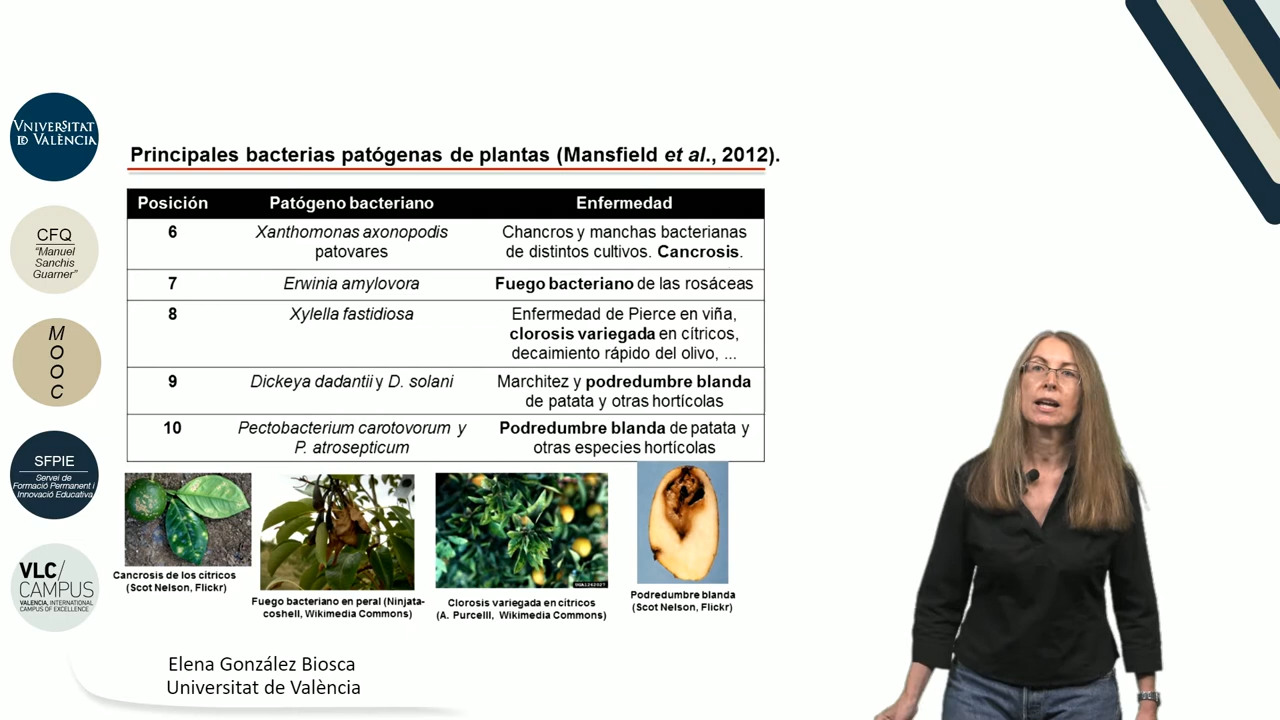 VNIVERSITAT
ID VALÈNCIA
CFQ
"Manuel
Sanchis
Guarner"
M
O
O
C
SFPIE
Servei de
Formació Permanent i
Innovació Educativa
VLC/
CAMPUS
VALENCIA, INTERNATIONAL
CAMPUS OF EXCELLENCE
Principales bacterias patógenas de plantas (Mansfield et al., 2012).
Posición Patógeno bacteriano Enfermedad
6 Xanthomonas axonopodis patovares Chancros y manchas bacterianas
de distintos cultivos. Cancrosis.
7 Erwinia amylovora Fuego bacteriano de las rosáceas
8 Xylella fastidiosa Enfermedad de Pierce en viña,
clorosis variegada en cítricos,
decaimiento rápido del olivo, ...
9 Dickeya dadantii y D. solani Marchitez y podredumbre blanda
de patata y otras hortícolas
10 Pectobacterium carotovorum y P. atrosepticum Podredumbre blanda de patata y
otras especies hortícolas
Cancrosis de los cítricos
(Scot Nelson, Flickr)
Fuego bacteriano en peral (Ninjata-
coshell, Wikimedia Commons)
Clorosis variegada en cítricos
(A. Purcelll, Wikimedia Commons)
Podredumbre blanda
(Scot Nelson, Flickr)
Elena González Biosca
Universitat de València